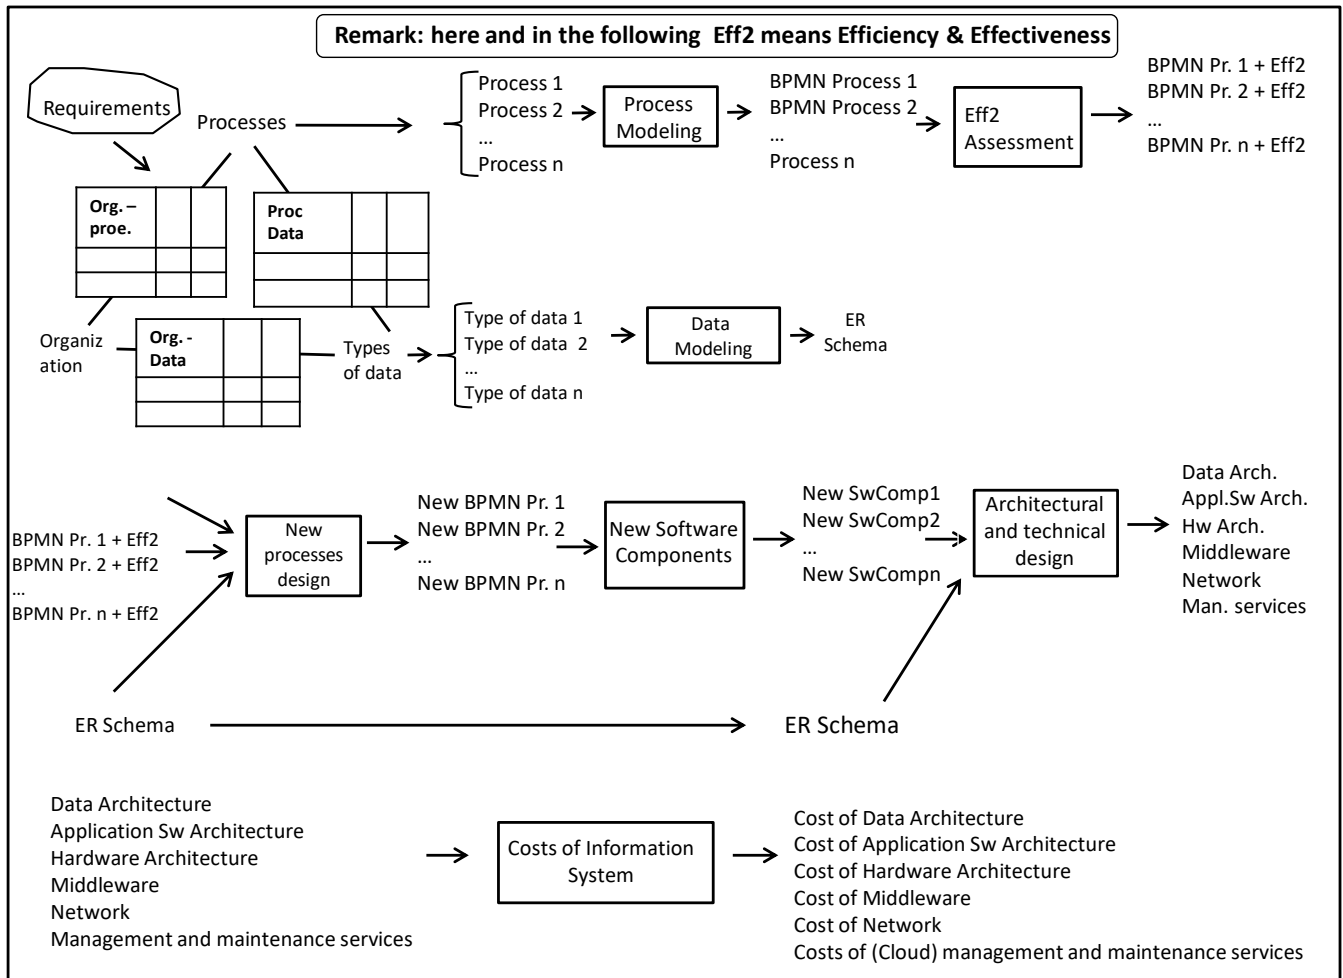 Remark: here and in the following Eff2 means Efficiency & Effectiveness
Requirements
Processes
Process 1
Process 2
...
Process n
Process
Modeling
BPMN Process 1
BPMN Process 2
...
Process n
Eff2
Assessment
BPMN Pr. 1 + Eff2
BPMN Pr. 2 + Eff2
...
BPMN Pr. n + Eff2
Org. –
proe.
Proc
Data
Organiz
ation
Org. -
Data
Types
of data
Type of data 1
Type of data 2
...
Type of data n
Data
Modeling
ER
Schema
BPMN Pr. 1 + Eff2
BPMN Pr. 2 + Eff2
...
BPMN Pr. n + Eff2
New
processes
design
New BPMN Pr. 1
New BPMN Pr. 2
...
New BPMN Pr. n
New Software
Components
New SwComp1
New SwComp2
...
New SwCompn
Architectural
and technical
design
Data Arch.
Appl.Sw Arch.
Hw Arch.
Middleware
Network
Man. services
ER Schema
ER Schema
Data Architecture
Application Sw Architecture
Hardware Architecture
Middleware
Network
Management and maintenance services
Costs of Information
System
Cost of Data Architecture
Cost of Application Sw Architecture
Cost of Hardware Architecture
Cost of Middleware
Cost of Network
Costs of (Cloud) management and maintenance services